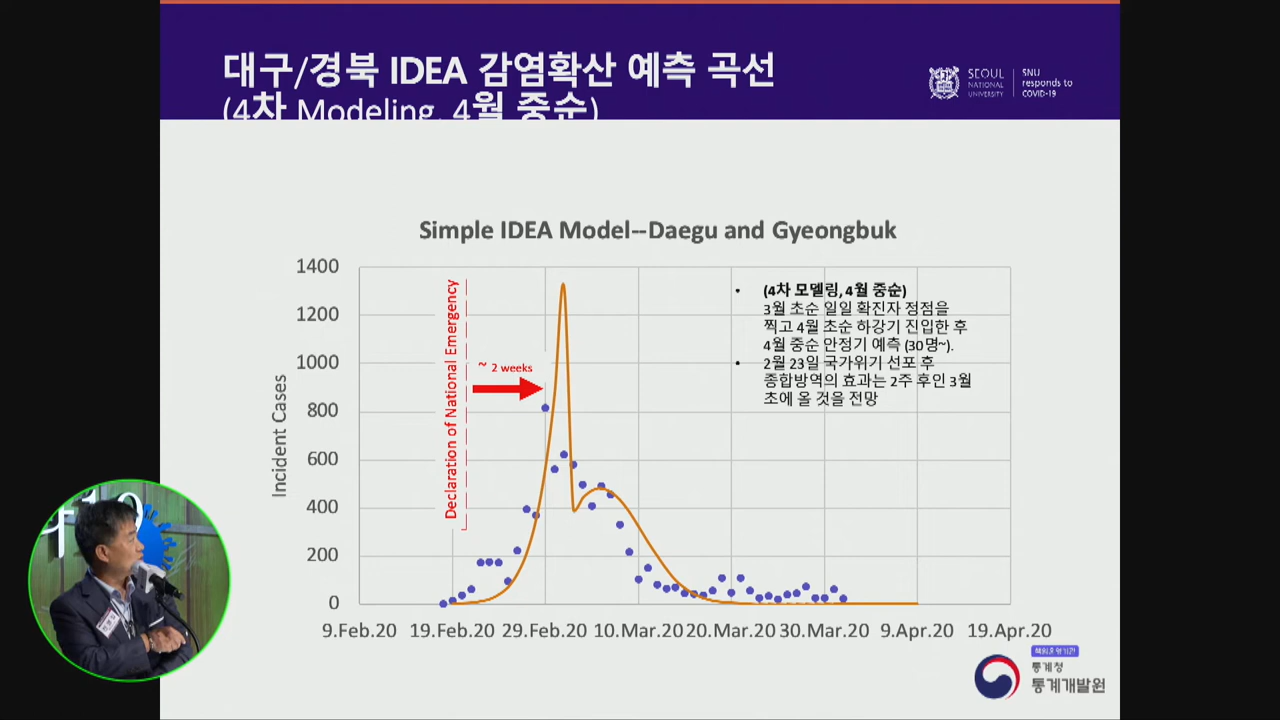 대구/경북 IDEA 감염확산 예측 곡선
(4차 Modeling, 4월 중순)
SEOUL
NATIONAL
UNIVERSITY
SNU
responds to
COVID-19
Simple IDEA Model--Daegu and Gyeongbuk
1400
1200
1000
800
600
400
200
0
Incident Cases
Declaration of National Emergency
~ 2 weeks
• (4차 모델링, 4월 중순)
3월 초순 일일 확진자 정점을
찍고 4월 초순 하강기 진입한 후
4월 중순 안정기 예측 (30명~).
• 2월 23일 국가위기 선포 후
종합방역의 효과는 2주 후인 3월
초에 올 것을 전망
9.Feb.20 19.Feb.20 29.Feb.20 10.Mar.20 20.Mar.20 30.Mar.20 9.Apr.20 19.Apr.20
책임운영기관
통계청
통계개발원